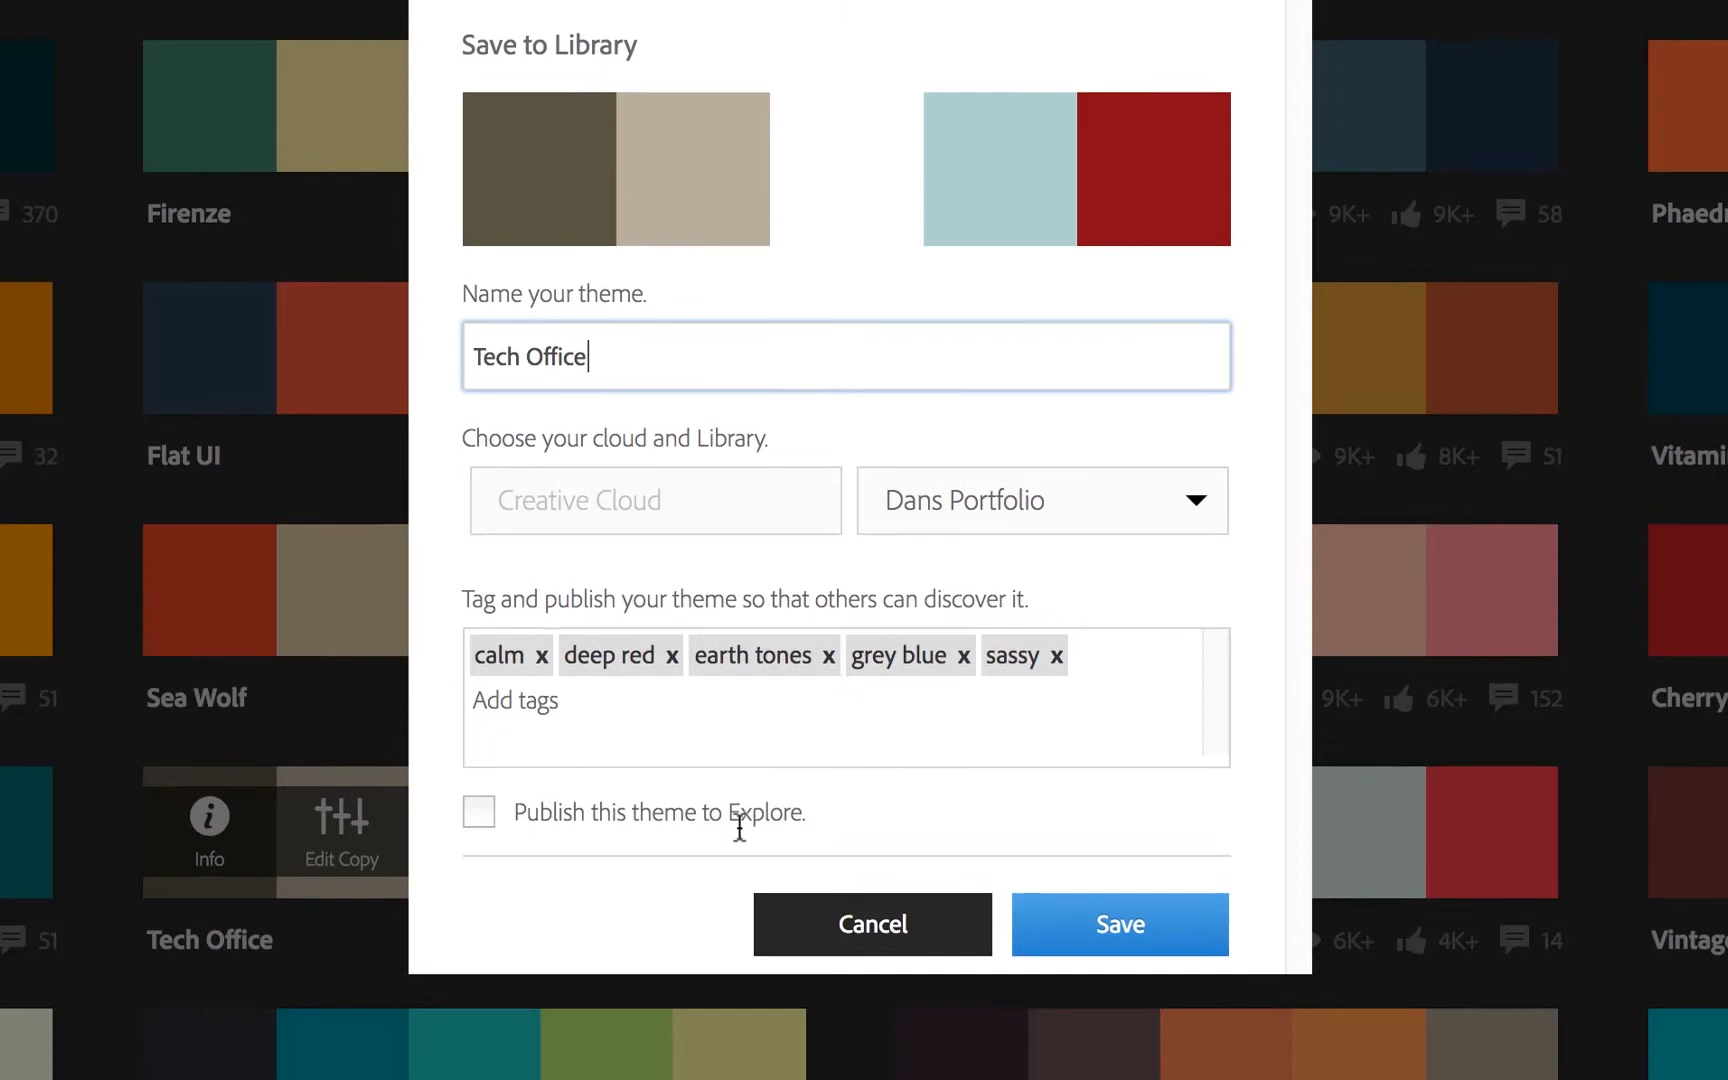 Save to Library
370
Firenze
9K+ 9K+ 58
Phaed
Name your theme.
Tech Office
32
Flat UI
9K+ 8K+ 51
Vitami
Choose your cloud and Library.
Creative Cloud
Dans Portfolio
Tag and publish your theme so that others can discover it.
calm x deep red x earth tones x grey blue x sassy x
Add tags
51
Sea Wolf
9K+ 6K+ 152
Cherry
Publish this theme to Explore.
Info
Edit Copy
Cancel
Save
51
Tech Office
6K+ 4K+ 14
Vintag